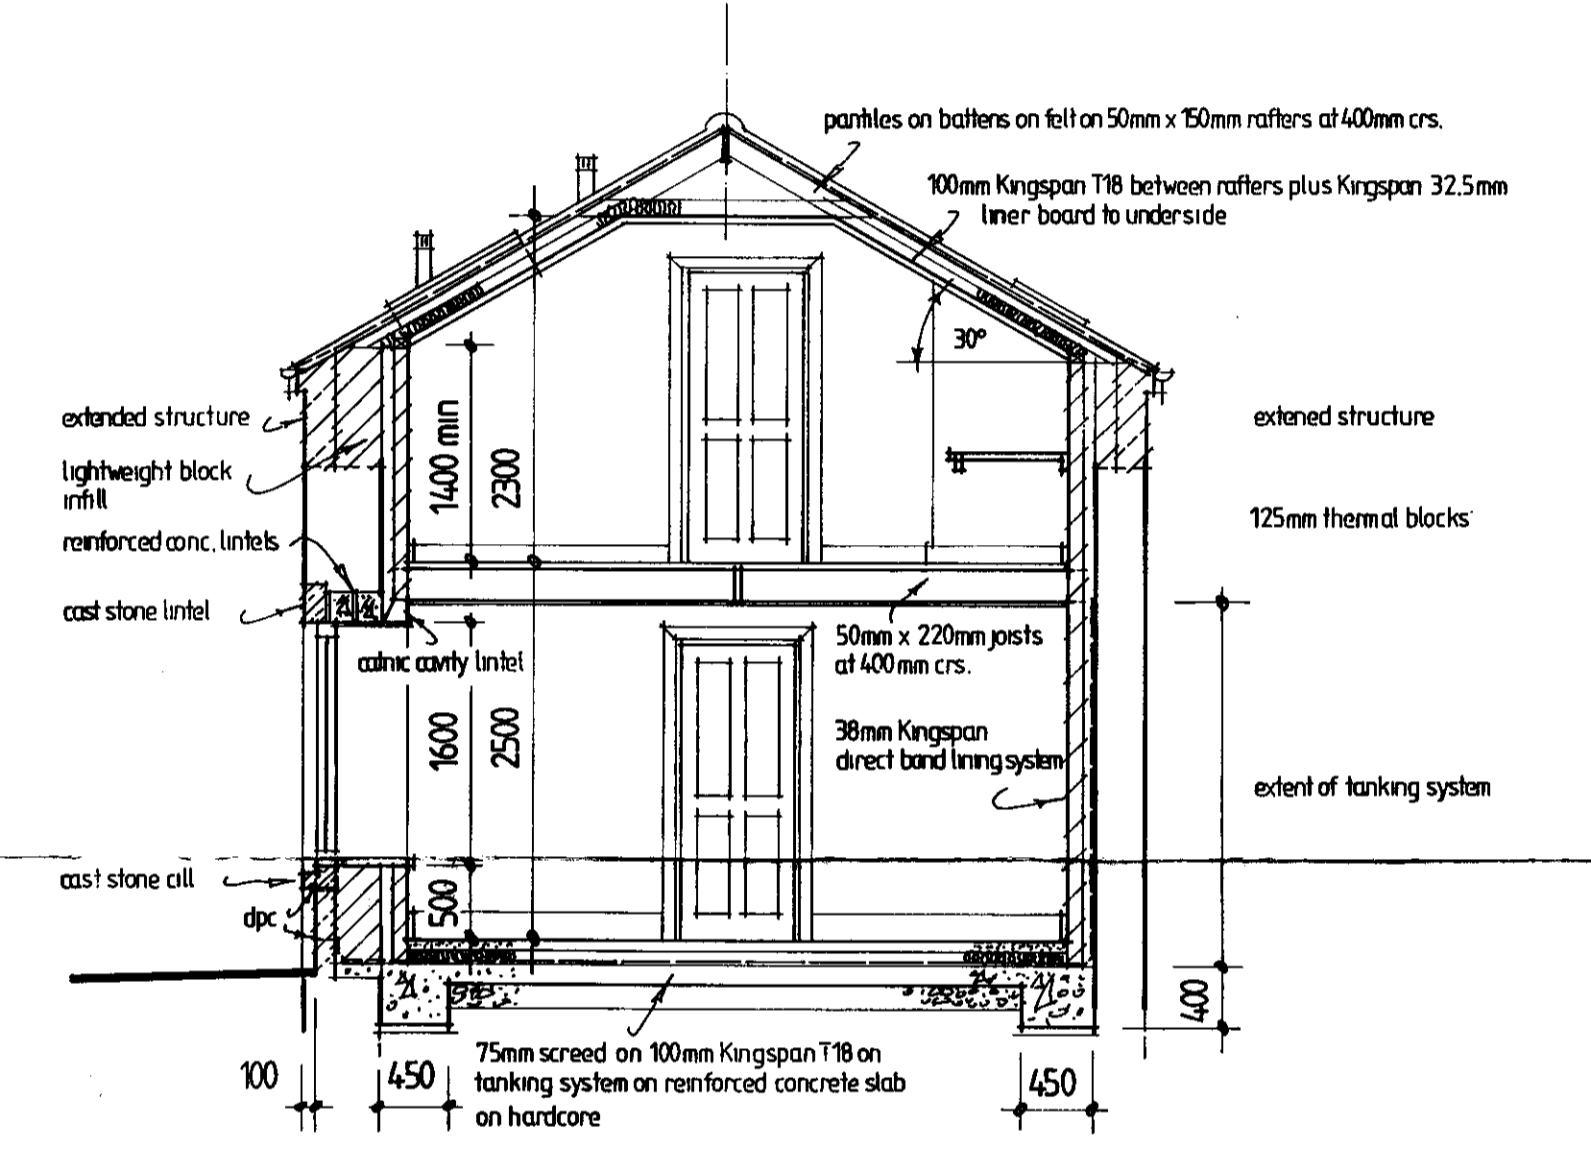 pantiles on battens on felt on 50mm x 150mm rafters at 400mm crs.
100mm Kingspan T18 between rafters plus Kingspan 32.5mm
liner board to underside
30°
extended structure
extened structure
lightweight block
infill
1400 min
2300
125mm thermal blocks
reinforced conc. lintels
cast stone lintel
catnic cavity lintel
50mm x 220mm joists
at 400mm crs.
1600
2500
38mm Kingspan
direct bond lining system
extent of tanking system
cast stone cill
dpc
500
400
75mm screed on 100mm Kingspan T18 on
tanking system on reinforced concrete slab
on hardcore
100
450
450